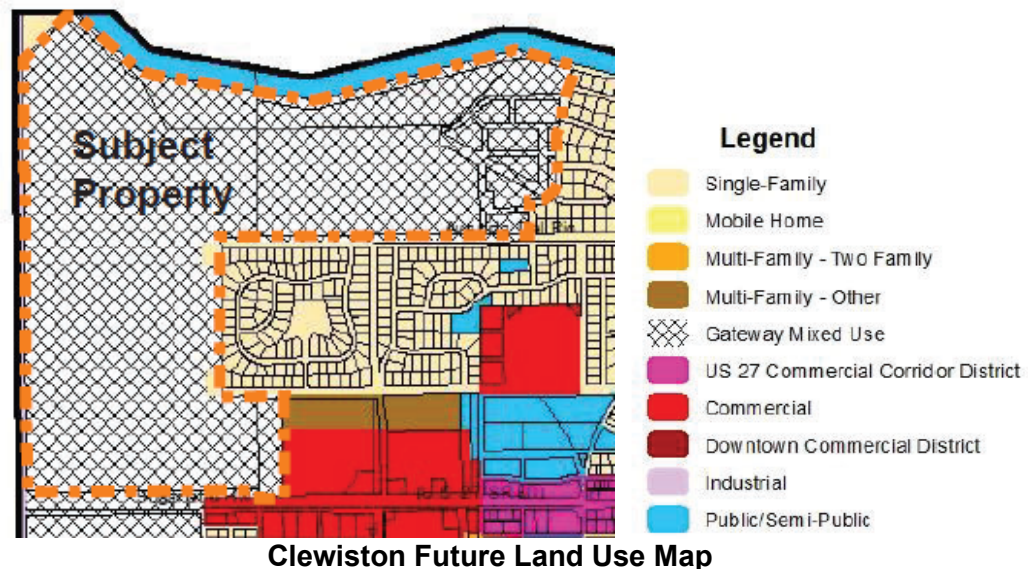 Subject
Property
Legend
Single-Family
Mobile Home
Multi-Family - Two Family
Multi-Family - Other
Gateway Mixed Use
US 27 Commercial Corridor District
Commercial
Downtown Commercial District
Industrial
Public/Semi-Public
Clewiston Future Land Use Map